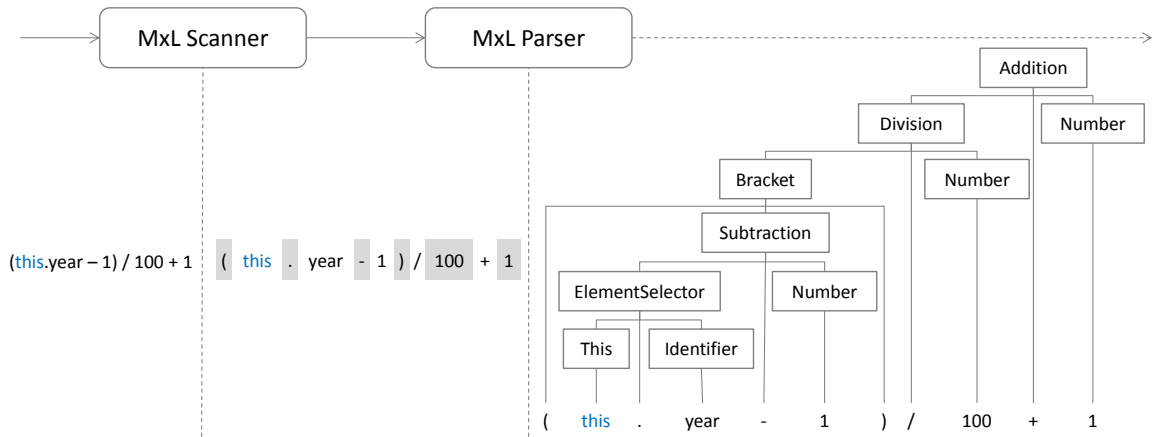 MxL Scanner
MxL Parser
Addition
Division
Number
Bracket
Number
Subtraction
(this.year – 1) / 100 + 1
( this . year - 1 ) / 100 + 1
ElementSelector
Number
This
Identifier
( this . year - 1 ) / 100 + 1